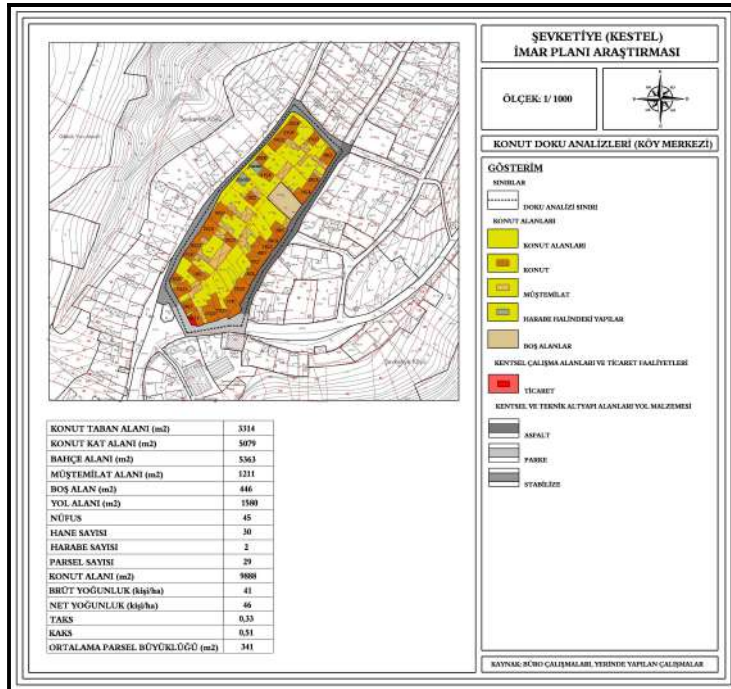 ŞEVKETİYE (KESTEL)
İMAR PLANI ARAŞTIRMASI
ÖLÇEK: 1/ 1000
KONUT DOKU ANALİZLERİ (KÖY MERKEZİ)
GÖSTERİM
SINIRLAR
DOKU ANALİZİ SINIRI
KONUT ALANLARI
KONUT ALANLARI
KONUT
MÜŞTEMİLAT
HARABE HALİNDEKİ YAPILAR
BOŞ ALANLAR
KENTSEL ÇALIŞMA ALANLARI VE TİCARET FAALİYETLERİ
TİCARET
KENTSEL VE TEKNİK ALTYAPI ALANLARI YOL MALZEMESİ
ASFALT
PARKE
STABİLİZE
KAYNAK: BÜRO ÇALIŞMALARI, YERİNDE YAPILAN ÇALIŞMALAR
KONUT TABAN ALANI (m2) 3314
KONUT KAT ALANI (m2) 5079
BAHÇE ALANI (m2) 5363
MÜŞTEMİLAT ALANI (m2) 1211
BOŞ ALAN (m2) 446
YOL ALANI (m2) 1580
NÜFUS 45
HANE SAYISI 30
HARABE SAYISI 2
PARSEL SAYISI 29
KONUT ALANI (m2) 9888
BRÜT YOĞUNLUK (kişi/ha) 41
NET YOĞUNLUK (kişi/ha) 46
TAKS 0,33
KAKS 0,51
ORTALAMA PARSEL BÜYÜKLÜĞÜ (m2) 341